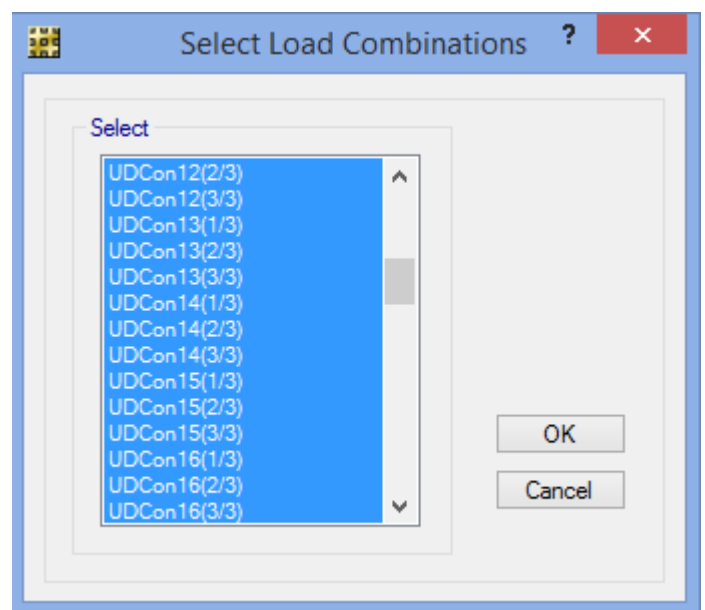 Select Load Combinations ?
Select
UDCon12(2/3)
UDCon12(3/3)
UDCon13(1/3)
UDCon13(2/3)
UDCon13(3/3)
UDCon14(1/3)
UDCon14(2/3)
UDCon14(3/3)
UDCon15(1/3)
UDCon15(2/3)
UDCon15(3/3)
UDCon16(1/3)
UDCon16(2/3)
UDCon16(3/3)
OK
Cancel